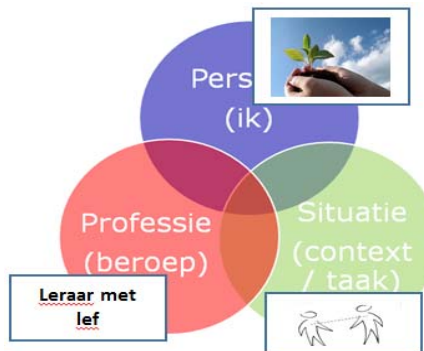 Pers
(ik)
Professie
(beroep)
Situatie
(context
/ taak)
Leraar met
lef